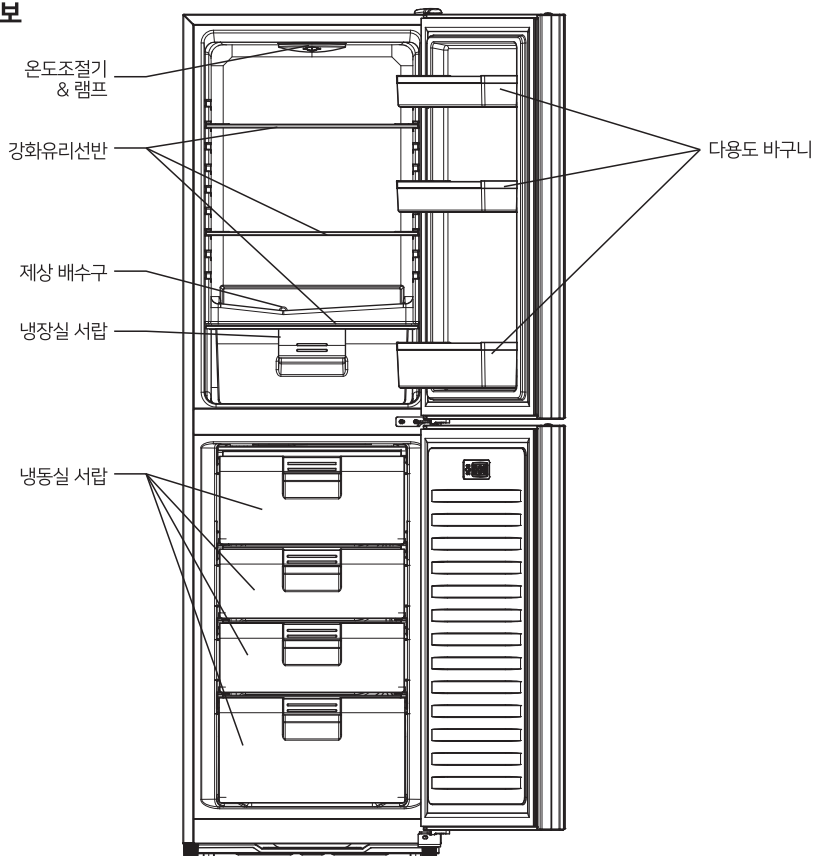 보
온도조절기
& 램프
강화유리선반
다용도 바구니
제상 배수구
냉장실 서랍
냉동실 서랍